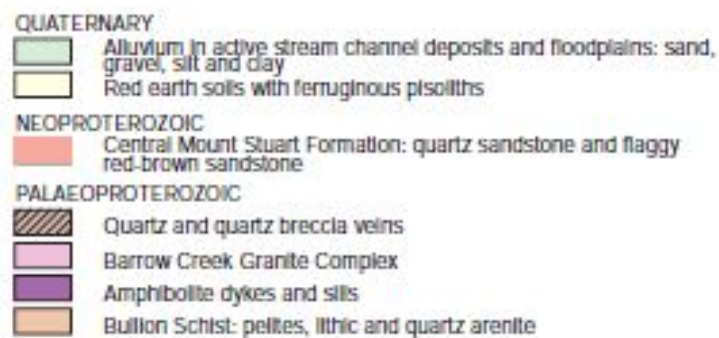 QUATERNARY
Alluvium in active stream channel deposits and floodplains: sand,
gravel, silt and clay
Red earth soils with ferruginous pisoliths
NEOPROTEROZOIC
Central Mount Stuart Formation: quartz sandstone and flaggy
red-brown sandstone
PALAEOPROTEROZOIC
Quartz and quartz breccia veins
Barrow Creek Granite Complex
Amphibolite dykes and sills
Bullion Schist: pelites, lithic and quartz arenite